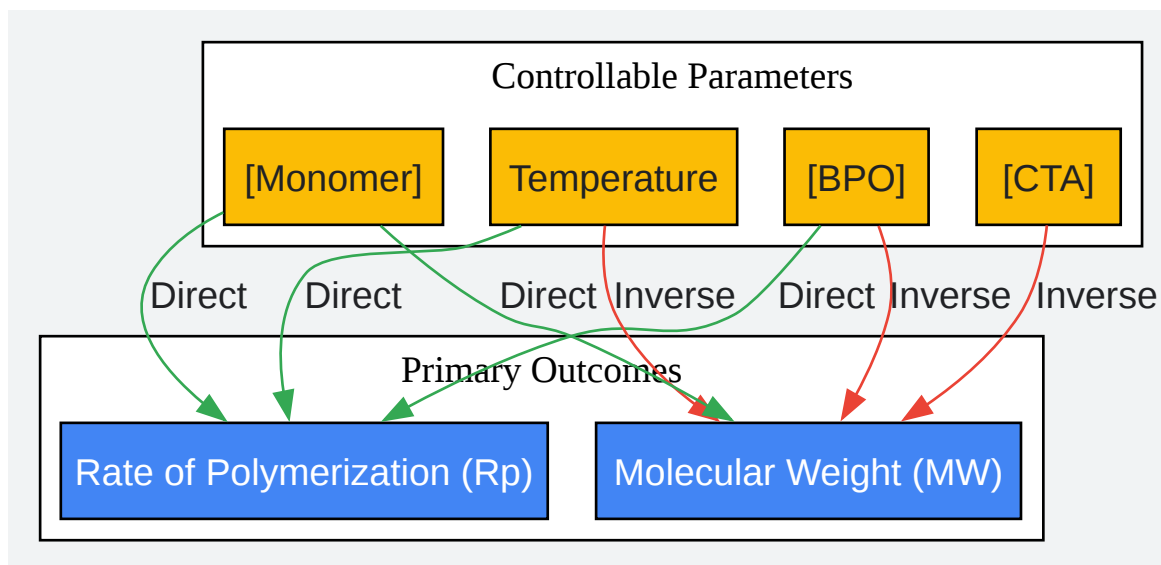 Controllable Parameters
[Monomer]
Temperature
[BPO]
[CTA]
Direct
Direct
Direct
Inverse
Direct
Inverse
Inverse
Primary Outcomes
Rate of Polymerization (Rp)
Molecular Weight (MW)